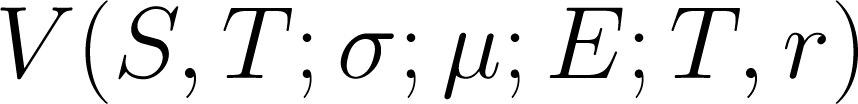 V(S, T; σ; μ; E; T, r)